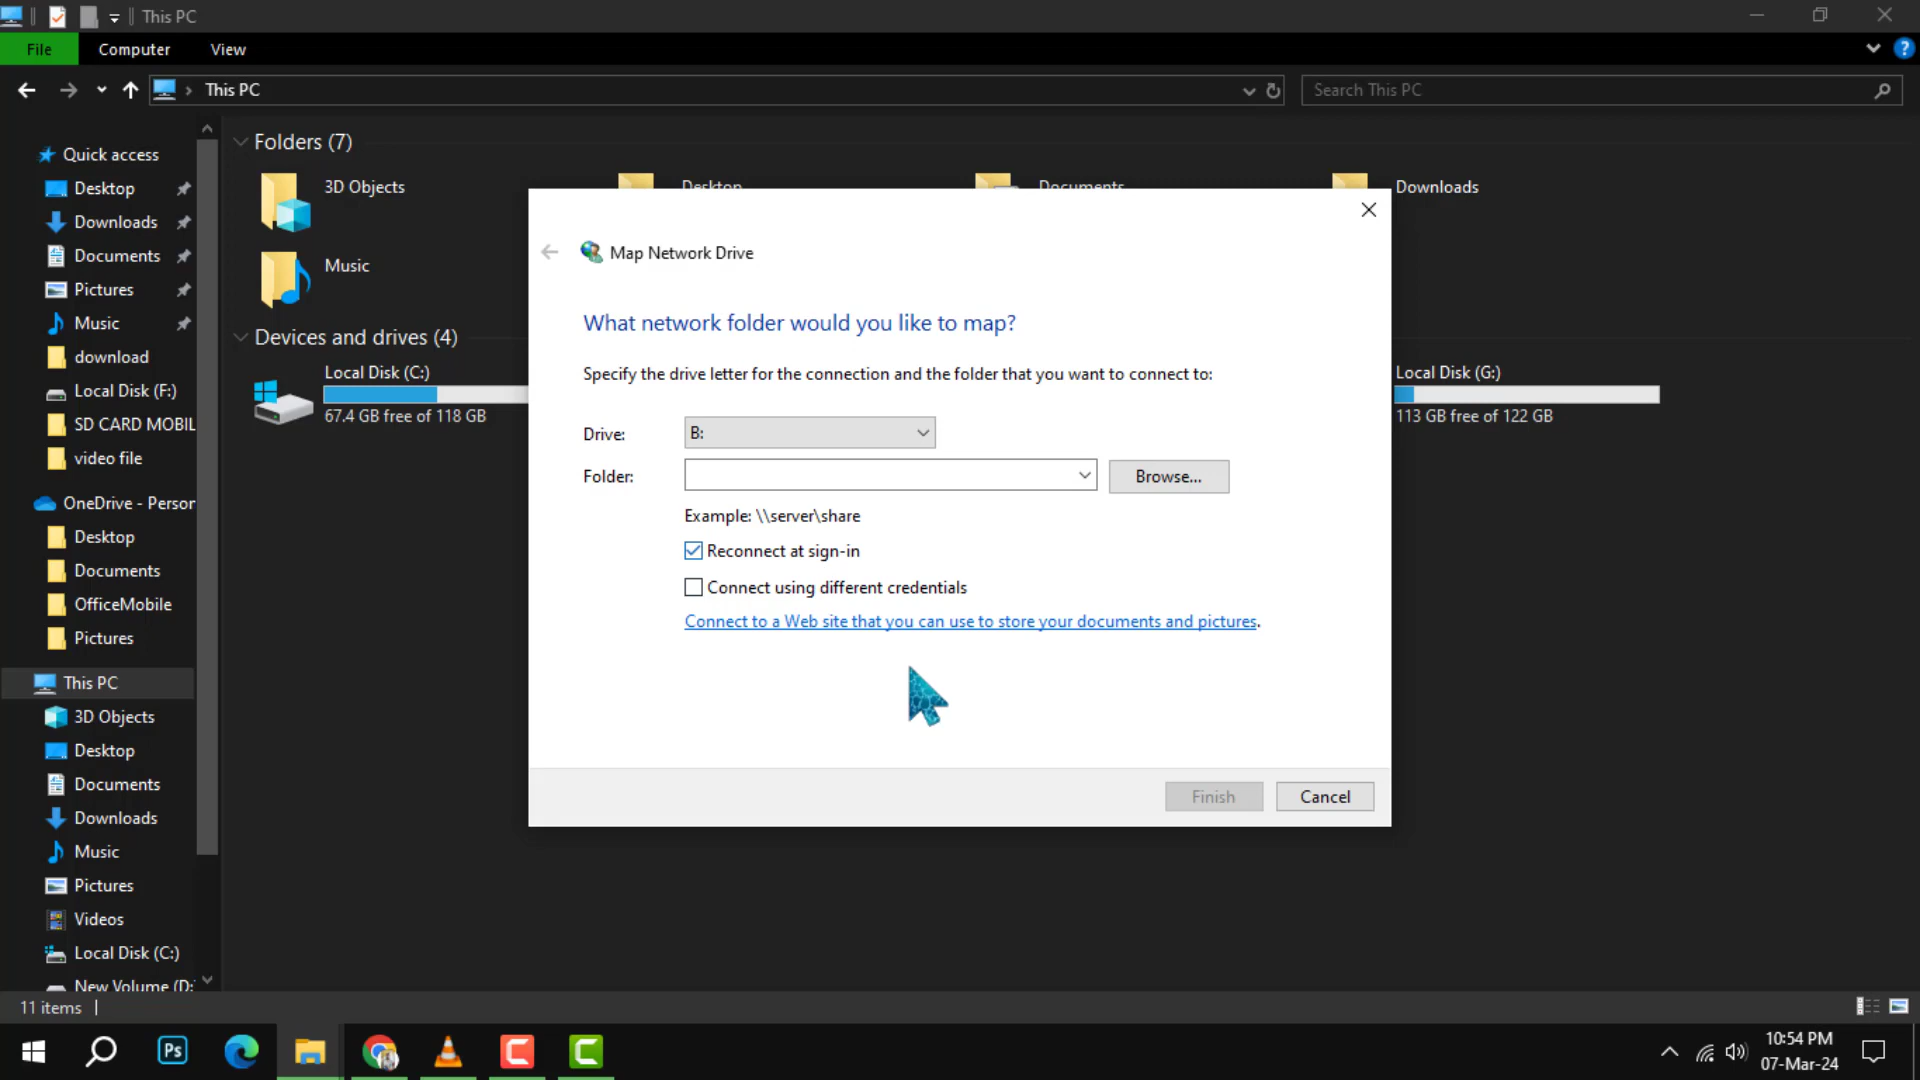 This PC
File Computer View
This PC
Search This PC
Quick access
Desktop
Downloads
Documents
Pictures
Music
download
Local Disk (F:)
SD CARD MOBIL
video file
OneDrive - Person
Desktop
Documents
OfficeMobile
Pictures
This PC
3D Objects
Desktop
Documents
Downloads
Music
Pictures
Videos
Local Disk (C:)
New Volume (D:
Folders (7)
3D Objects
Desktop
Documents
Downloads
Music
Devices and drives (4)
Local Disk (C:)
67.4 GB free of 118 GB
Local Disk (G:)
113 GB free of 122 GB
Map Network Drive
What network folder would you like to map?
Specify the drive letter for the connection and the folder that you want to connect to:
Drive: B:
Folder: Browse...
Example: \\server\share
Reconnect at sign-in
Connect using different credentials
Connect to a Web site that you can use to store your documents and pictures.
Finish Cancel
11 items
Ps
10:54 PM
07-Mar-24